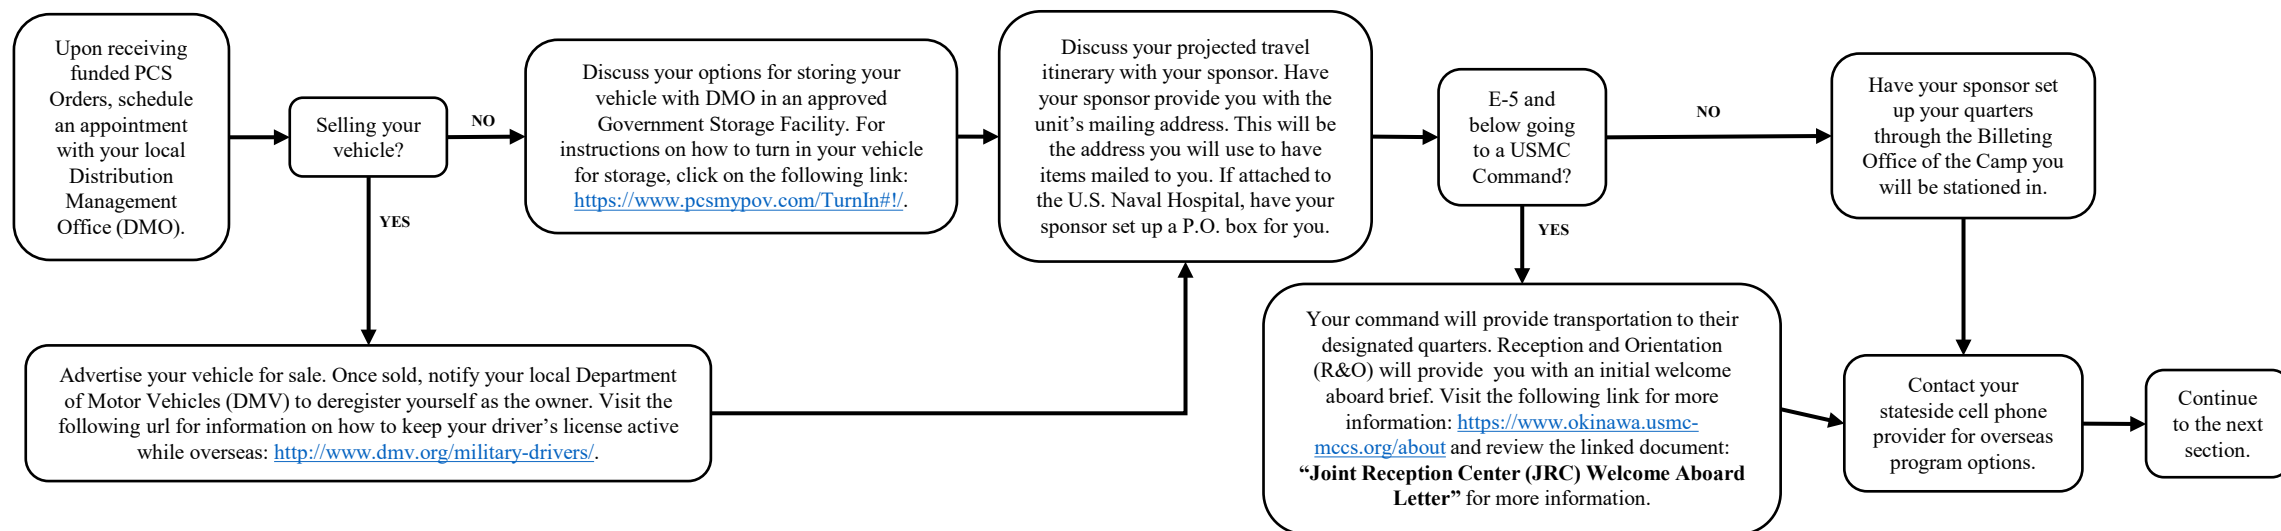 Upon receiving
funded PCS
Orders, schedule
an appointment
with your local
Distribution
Management
Office (DMO).
Selling your
vehicle?
NO
YES
Discuss your options for storing your
vehicle with DMO in an approved
Government Storage Facility. For
instructions on how to turn in your vehicle
for storage, click on the following link:
https://www.pcsmypov.com/TurnIn#!/.
Advertise your vehicle for sale. Once sold, notify your local Department
of Motor Vehicles (DMV) to deregister yourself as the owner. Visit the
following url for information on how to keep your driver’s license active
while overseas: http://www.dmv.org/military-drivers/.
Discuss your projected travel
itinerary with your sponsor. Have
your sponsor provide you with the
unit’s mailing address. This will be
the address you will use to have
items mailed to you. If attached to
the U.S. Naval Hospital, have your
sponsor set up a P.O. box for you.
E-5 and
below going
to a USMC
Command?
NO
YES
Have your sponsor set
up your quarters
through the Billeting
Office of the Camp you
will be stationed in.
Your command will provide transportation to their
designated quarters. Reception and Orientation
(R&O) will provide you with an initial welcome
aboard brief. Visit the following link for more
information: https://www.okinawa.usmc-
mccs.org/about and review the linked document:
“Joint Reception Center (JRC) Welcome Aboard
Letter” for more information.
Contact your
stateside cell phone
provider for overseas
program options.
Continue
to the next
section.